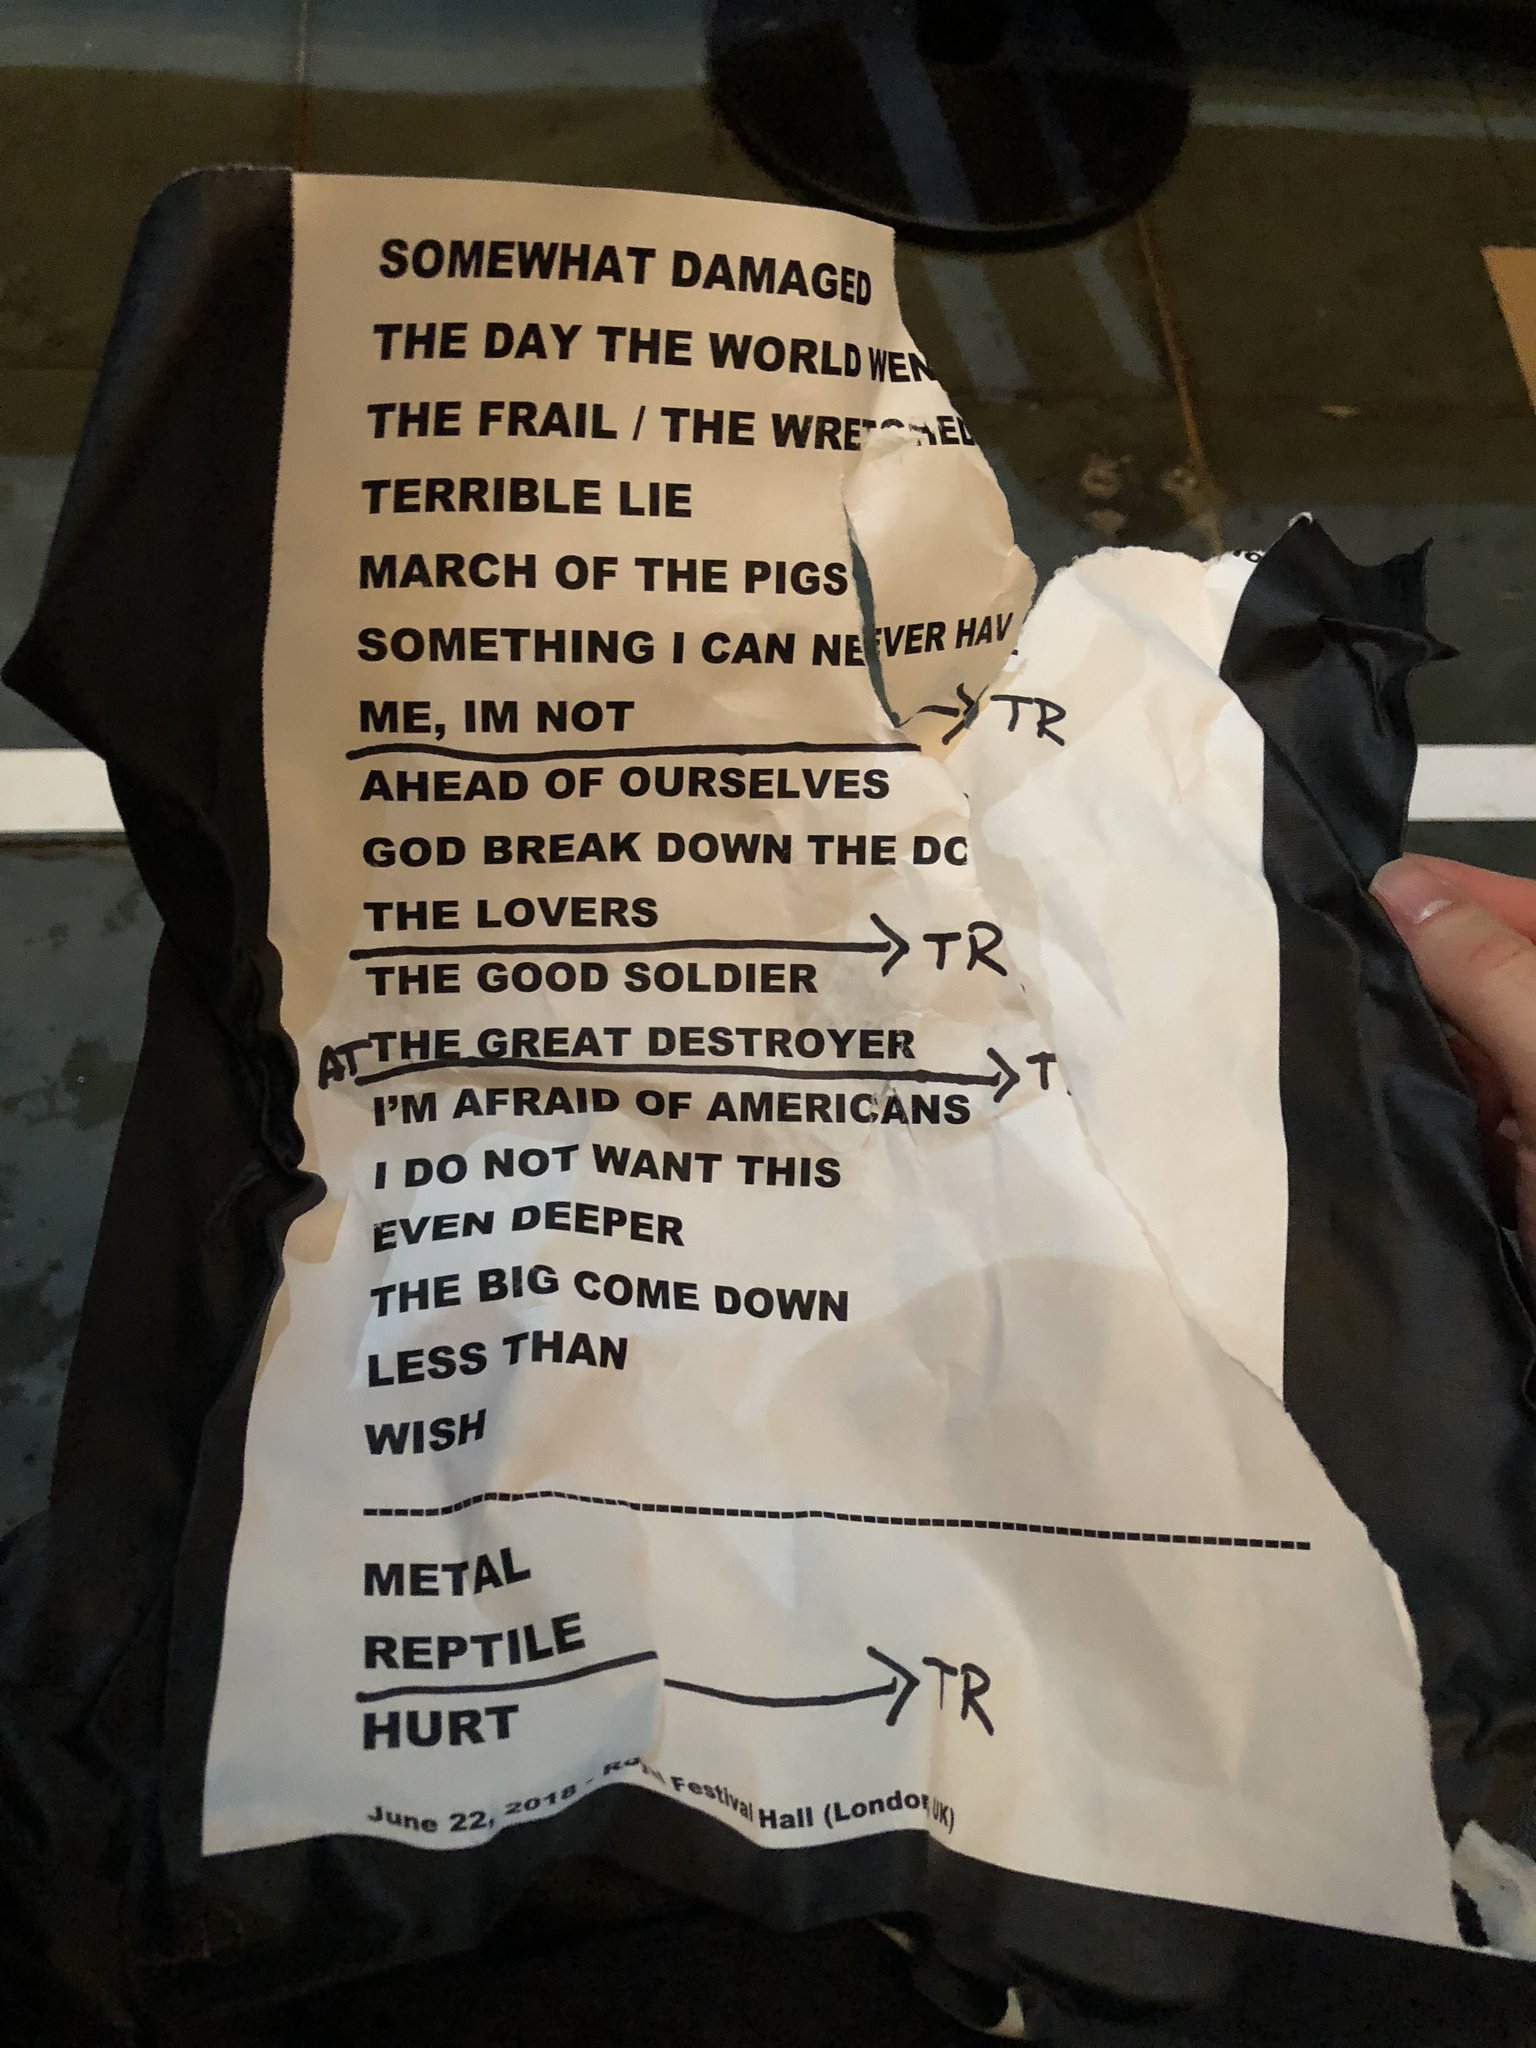 SOMEWHAT DAMAGED
THE DAY THE WORLD WEN
THE FRAIL / THE WRETCHED
TERRIBLE LIE
MARCH OF THE PIGS
SOMETHING I CAN NEEVER HAV
ME, IM NOT → TR
AHEAD OF OURSELVES
GOD BREAK DOWN THE DO
THE LOVERS
→ TR
THE GOOD SOLDIER
AT THE GREAT DESTROYER
→ T
I'M AFRAID OF AMERICANS
I DO NOT WANT THIS
EVEN DEEPER
THE BIG COME DOWN
LESS THAN
WISH
METAL
REPTILE
→ TR
HURT
June 22, 2018 - Royal Festival Hall (London UK)